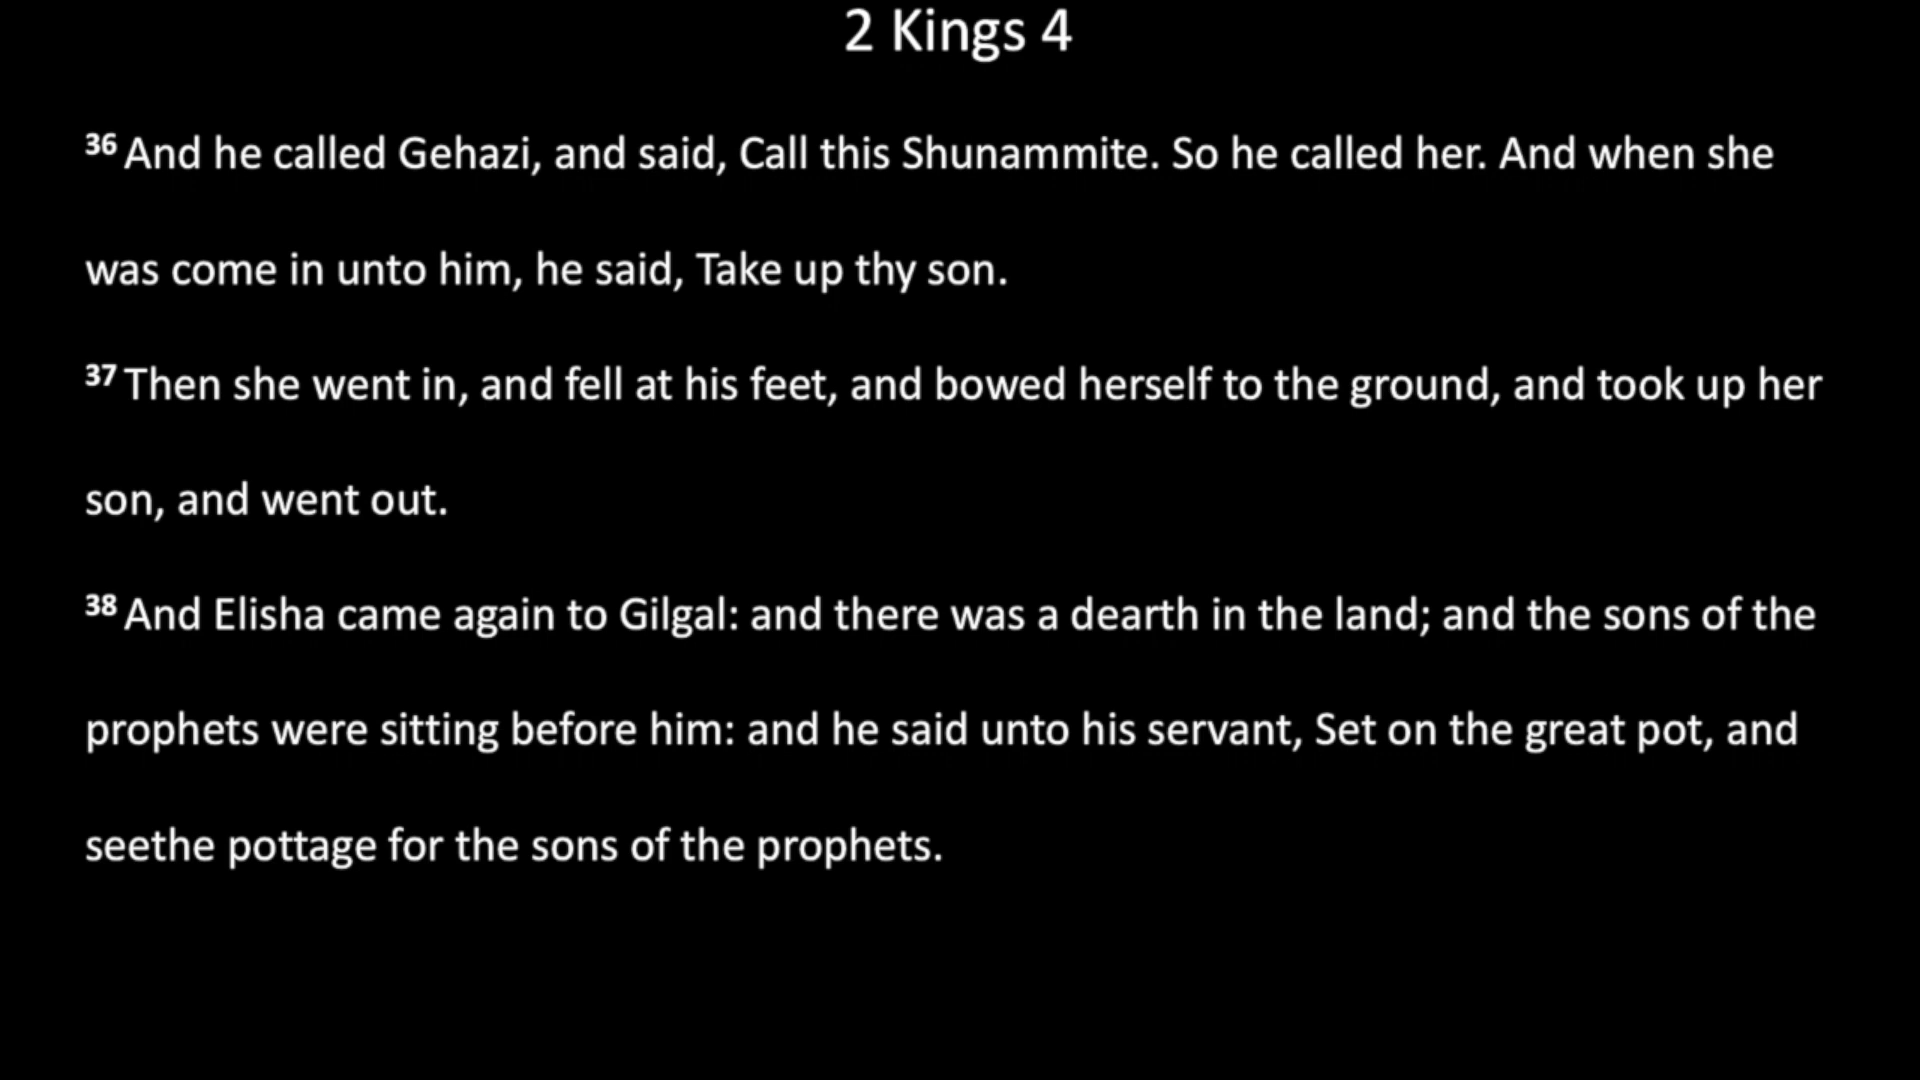 2 Kings 4
36 And he called Gehazi, and said, Call this Shunammite. So he called her. And when she
was come in unto him, he said, Take up thy son.
37 Then she went in, and fell at his feet, and bowed herself to the ground, and took up her
son, and went out.
38 And Elisha came again to Gilgal: and there was a dearth in the land; and the sons of the
prophets were sitting before him: and he said unto his servant, Set on the great pot, and
seethe pottage for the sons of the prophets.